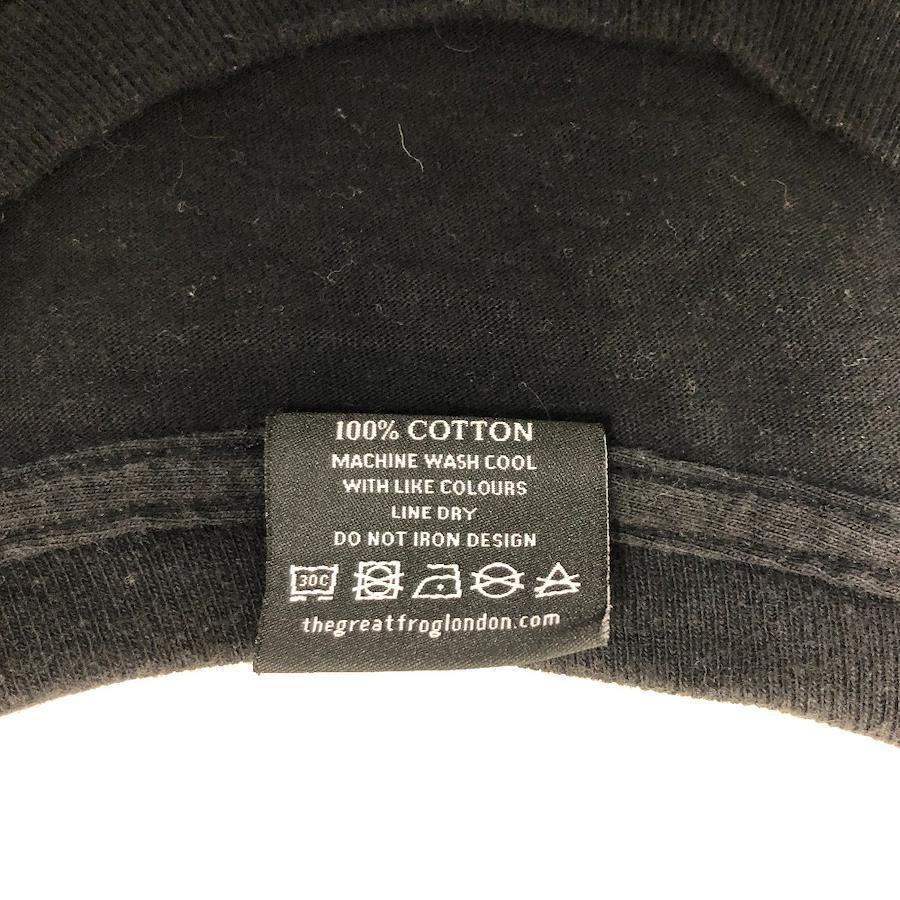 100% COTTON
MACHINE WASH COOL
WITH LIKE COLOURS
LINE DRY
DO NOT IRON DESIGN
30C
thegreatfroglondon.com